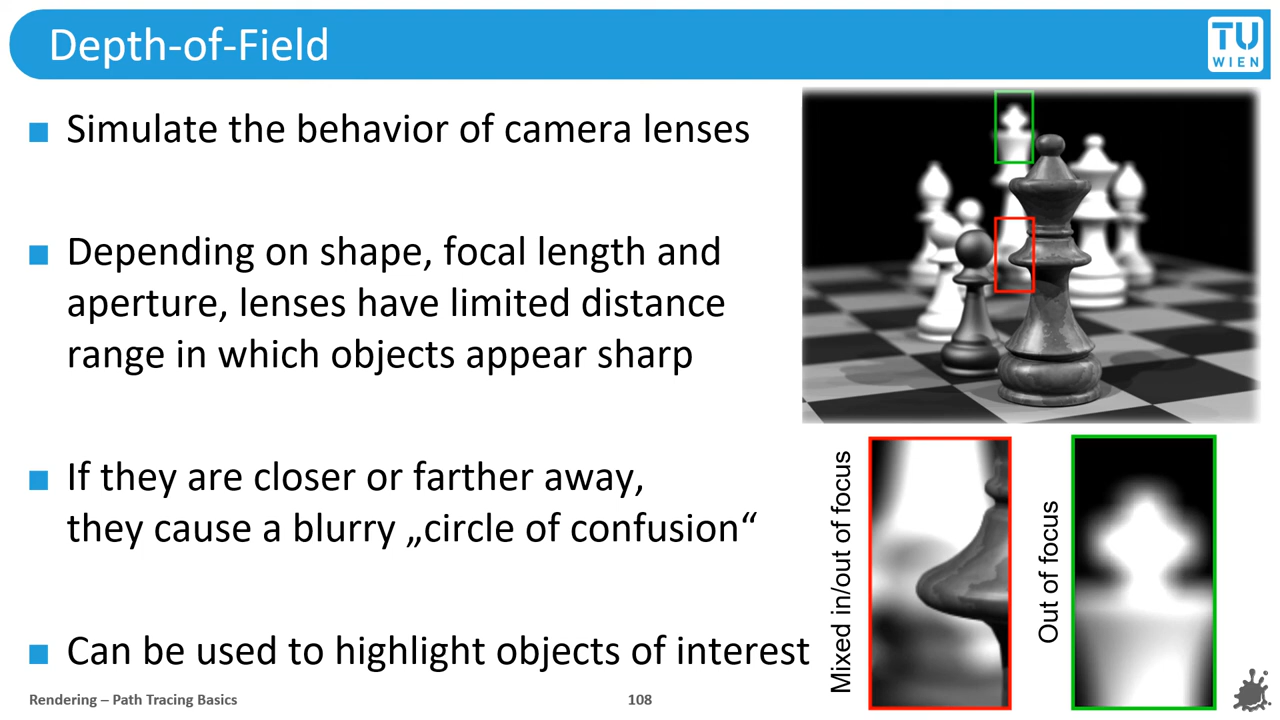 Depth-of-Field
TU
WIEN
Simulate the behavior of camera lenses
Depending on shape, focal length and
aperture, lenses have limited distance
range in which objects appear sharp
If they are closer or farther away,
they cause a blurry „circle of confusion“
Can be used to highlight objects of interest
Mixed in/out of focus
Out of focus
Rendering – Path Tracing Basics
108